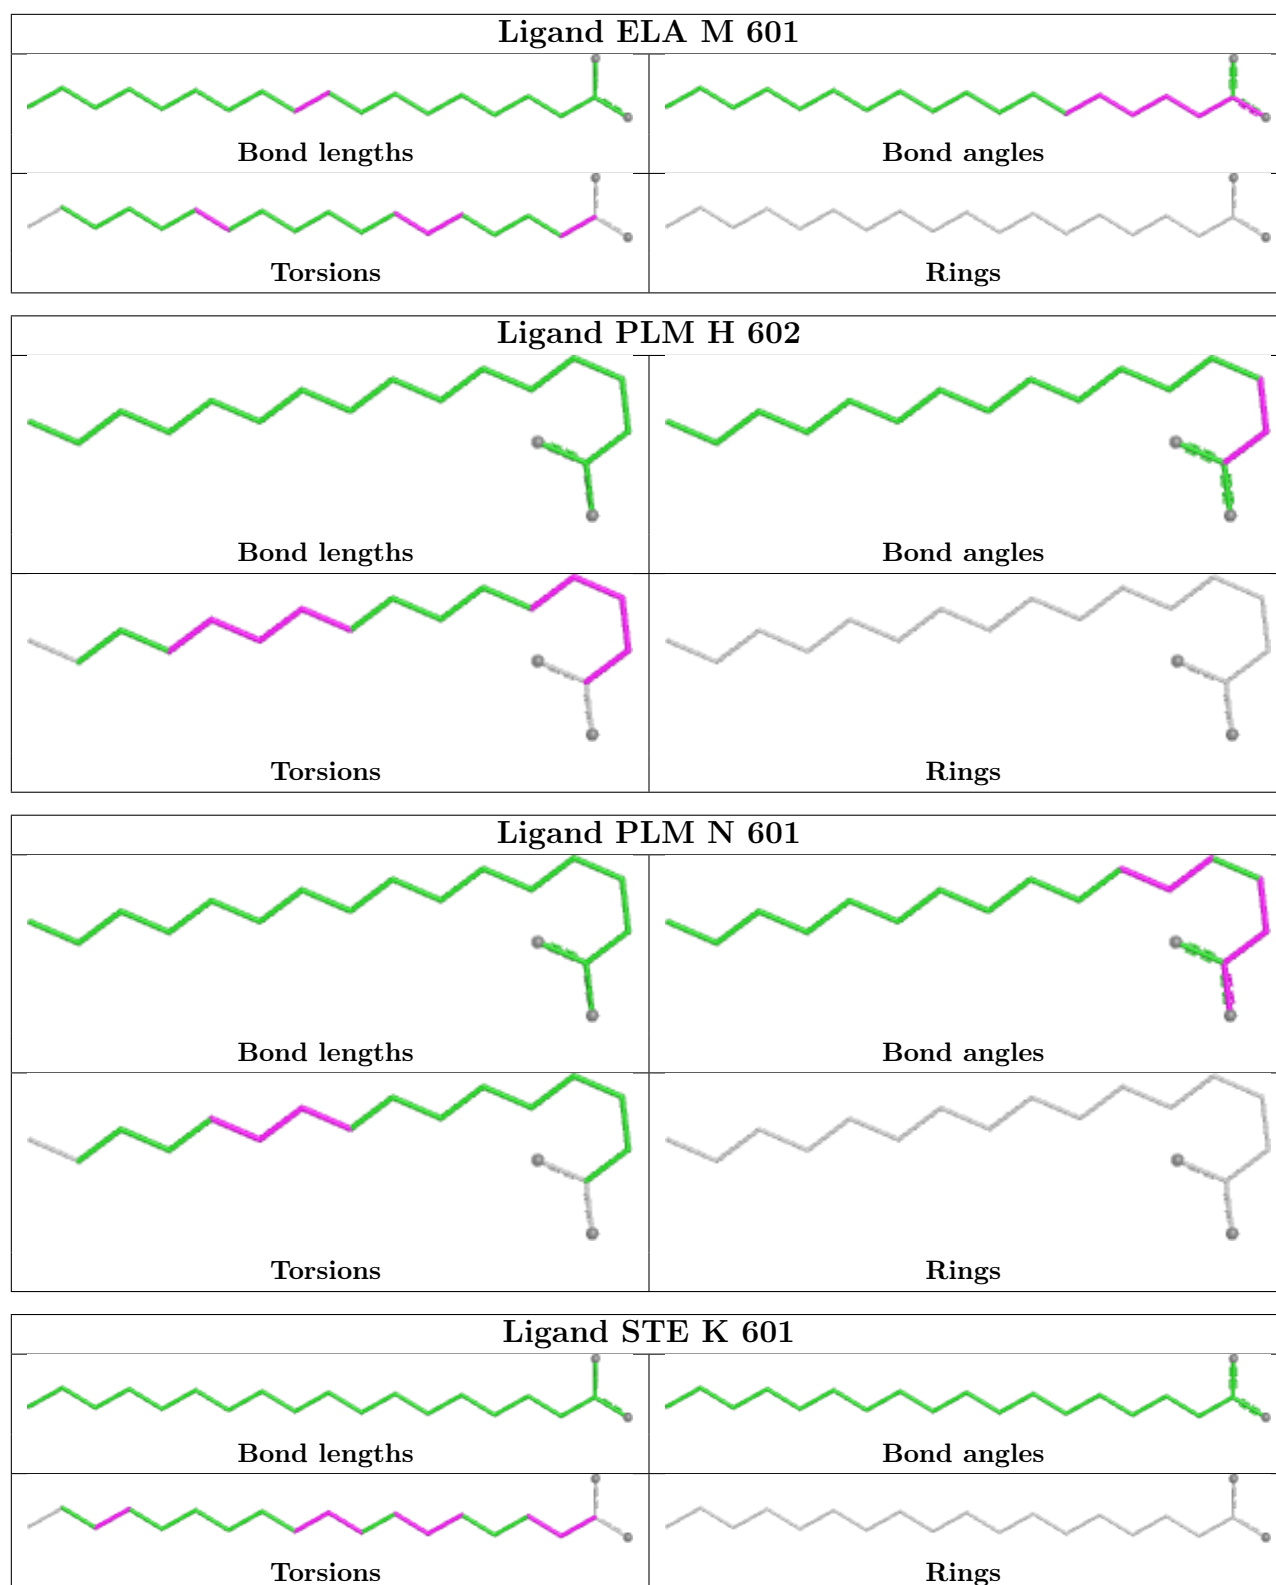 Ligand ELA M 601
Bond lengths
Bond angles
Torsions
Rings
Ligand PLM H 602
Bond lengths
Bond angles
Torsions
Rings
Ligand PLM N 601
Bond lengths
Bond angles
Torsions
Rings
Ligand STE K 601
Bond lengths
Bond angles
Torsions
Rings